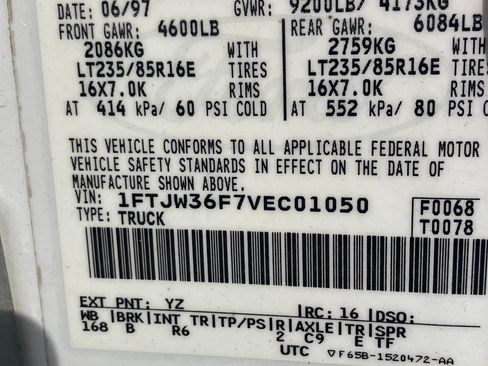 DATE: 06/97 GVWR: 9200LB/ 4173KG
FRONT GAWR: 4600LB REAR GAWR: 6084LB
2086KG WITH 2759KG WITH
LT235/85R16E TIRES LT235/85R16E TIRES
16X7.0K RIMS 16X7.0K RIMS
AT 414 kPa/ 60 PSI COLD AT 552 kPa/ 80 PSI COLD
THIS VEHICLE CONFORMS TO ALL APPLICABLE FEDERAL MOTOR
VEHICLE SAFETY STANDARDS IN EFFECT ON THE DATE OF
MANUFACTURE SHOWN ABOVE.
VIN: 1FTJW36F7VEC01050 F0068
TYPE: TRUCK T0078
EXT PNT: YZ RC: 16 DSO:
WB BRK INT TR TP/PS R AXLE TR SPR
168 B R6 2 C9 E TF
UTC ▽F65B-1520472-AA